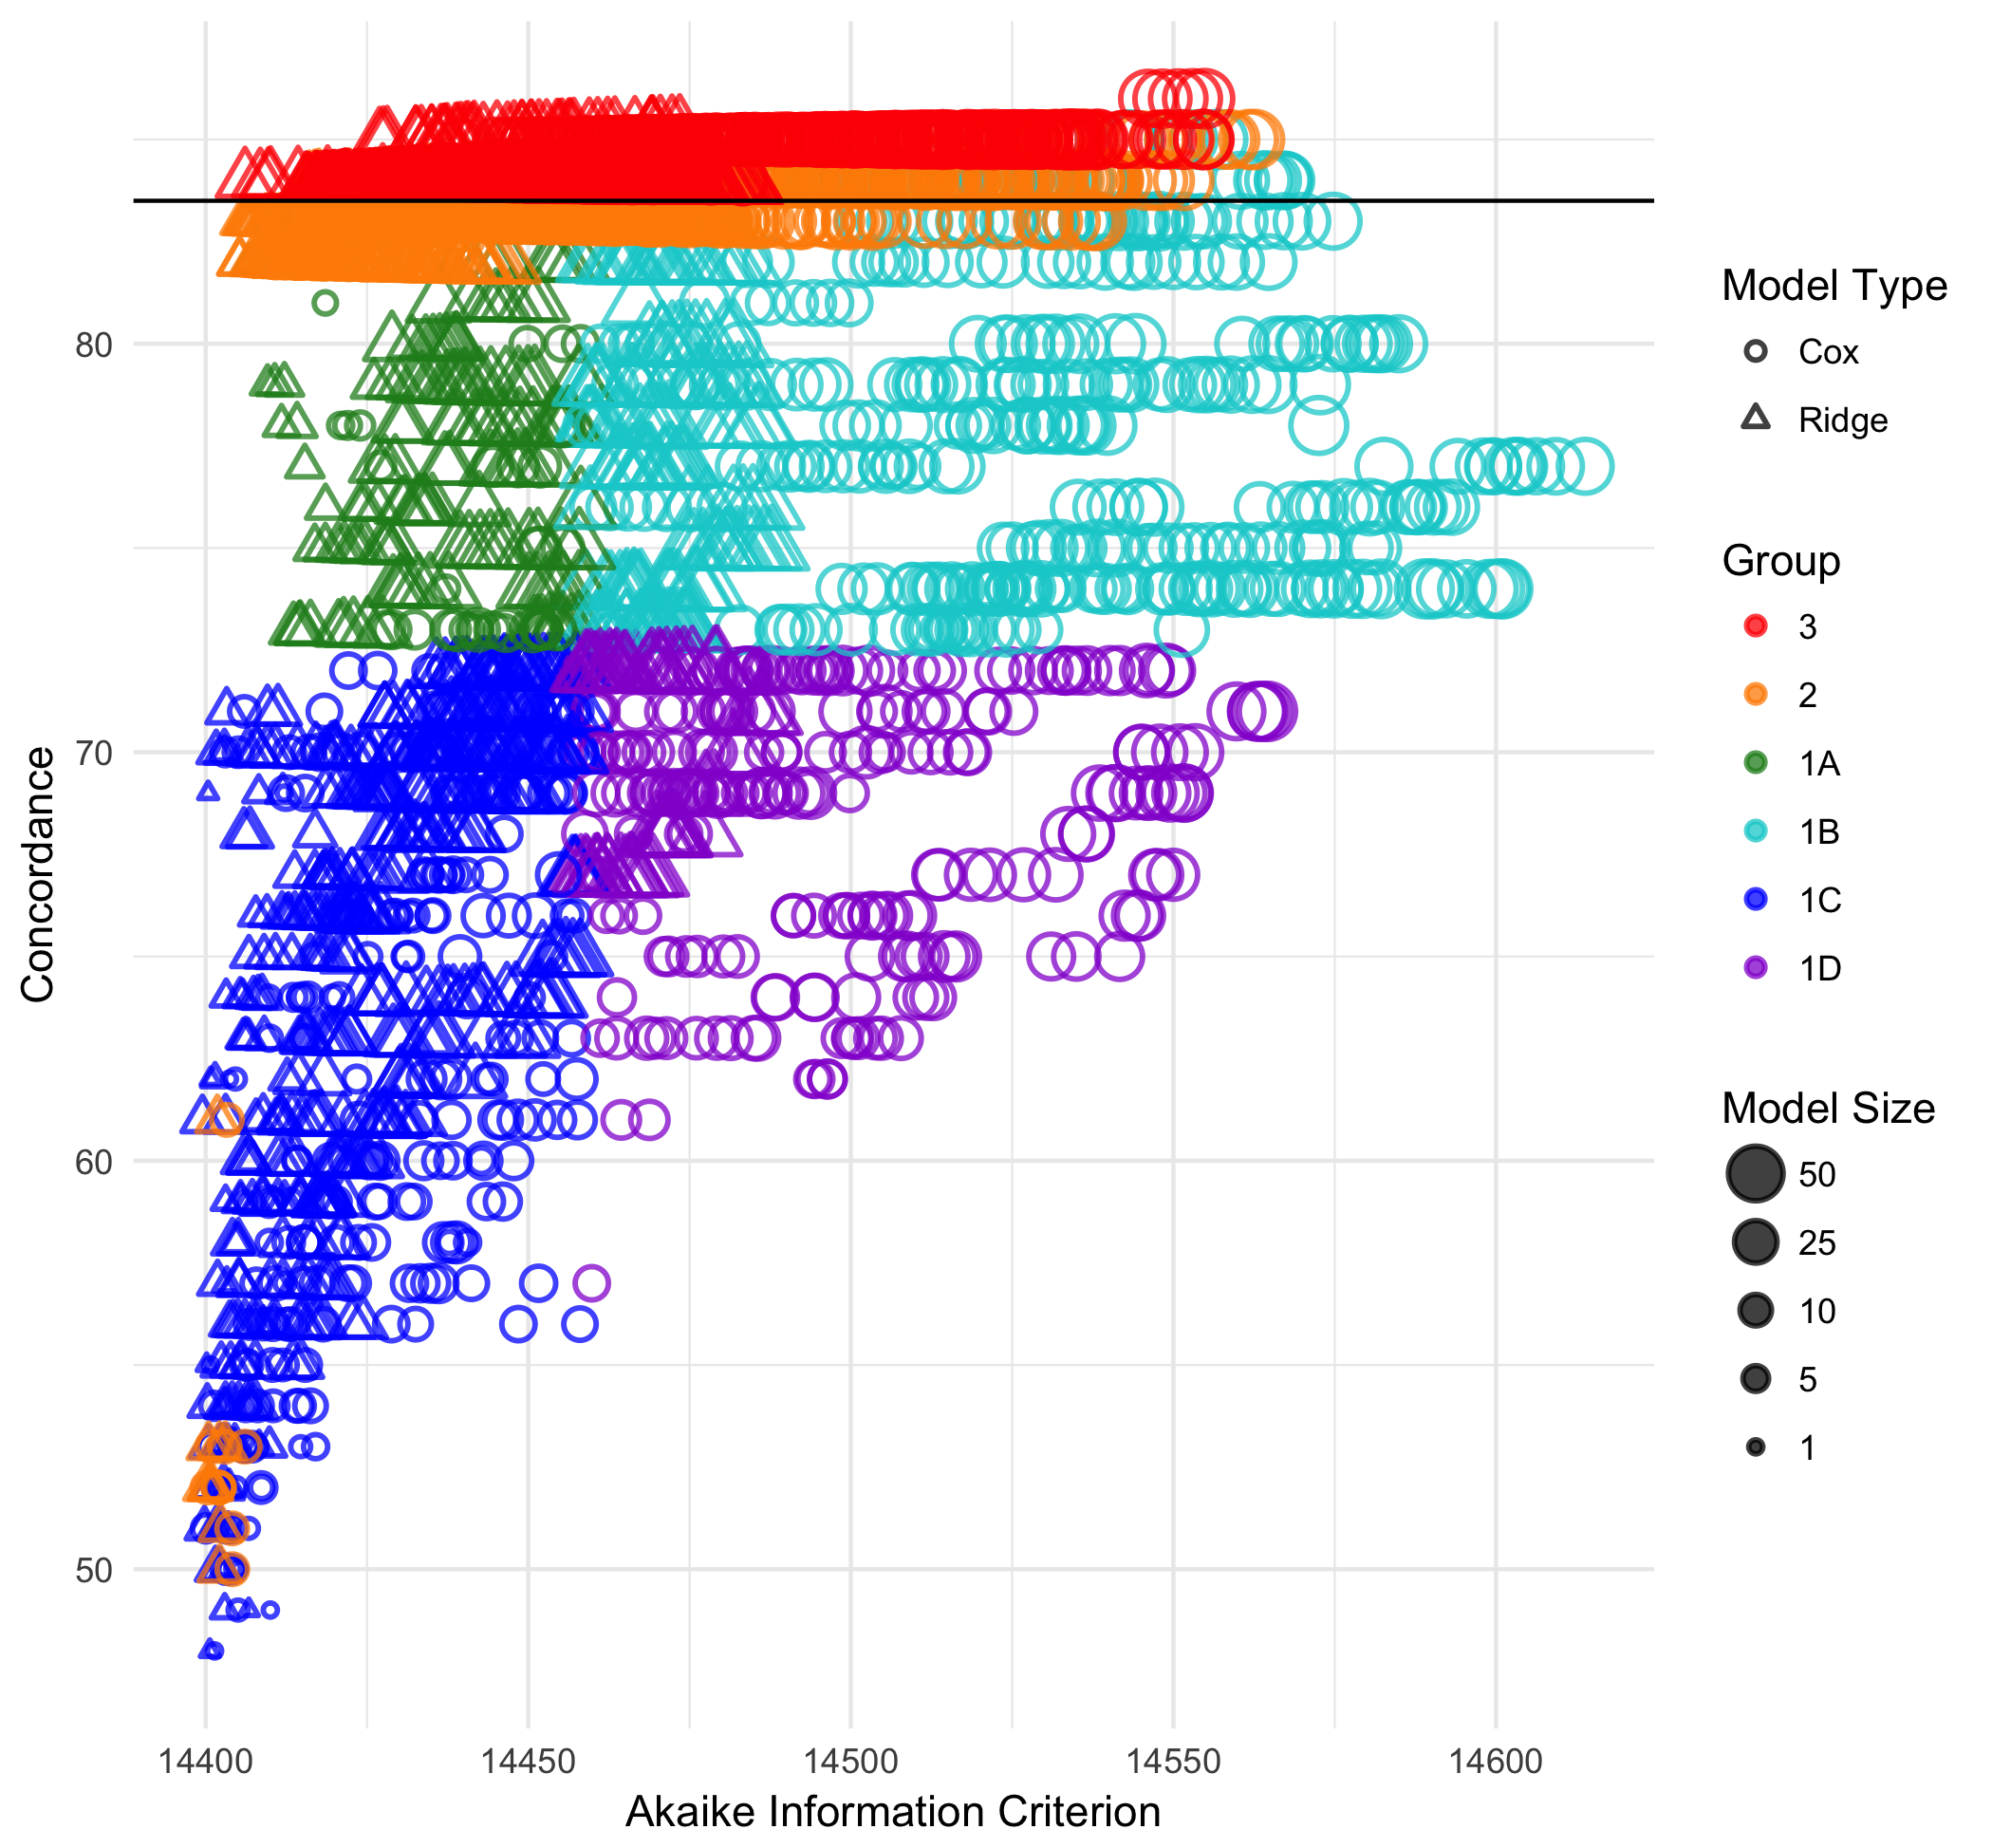 80
70
60
50
Concordance
14400
14450
14500
14550
14600
Akaike Information Criterion
Model Type
Cox
Ridge
Group
3
2
1A
1B
1C
1D
Model Size
50
25
10
5
1